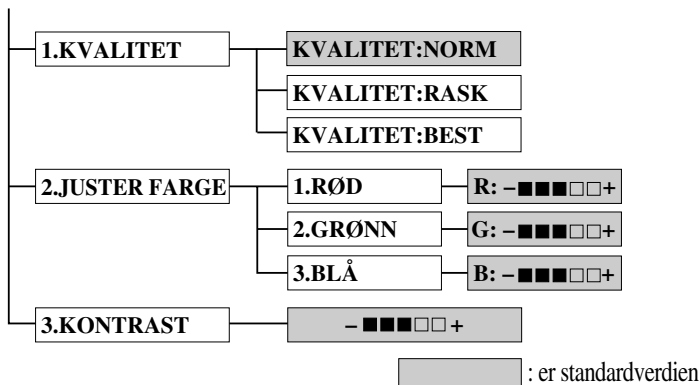 1.KVALITET KVALITET:NORM
KVALITET:RASK
KVALITET:BEST
2.JUSTER FARGE 1.RØD R: –■■■□□+
2.GRØNN G: –■■■□□+
3.BLÅ B: –■■■□□+
3.KONTRAST –■■■□□+
: er standardverdien